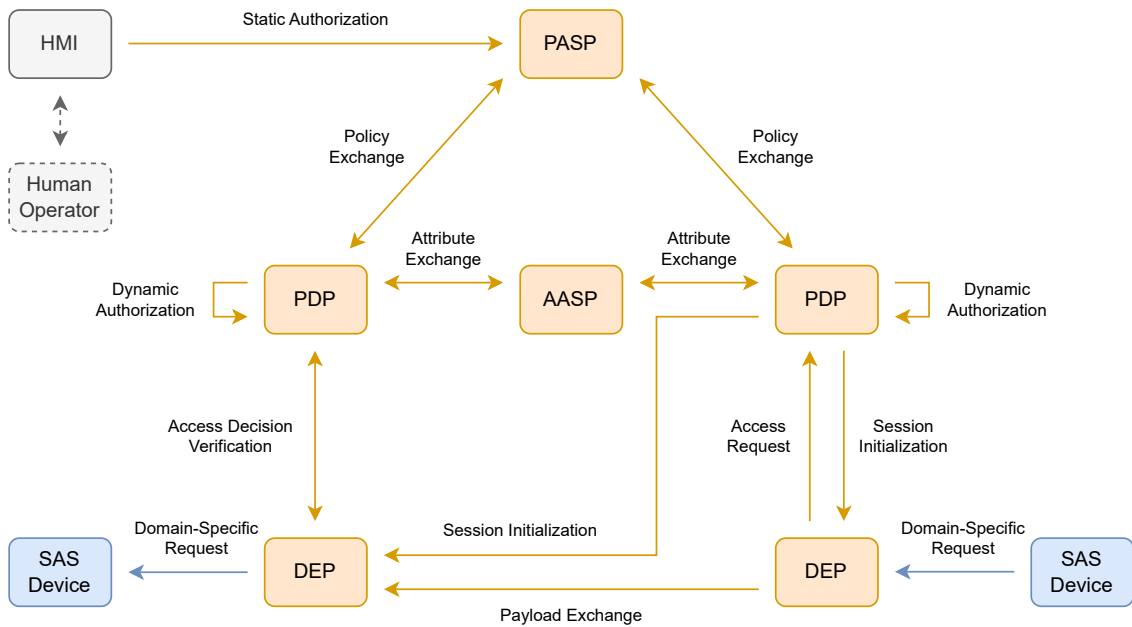 Static Authorization
HMI
PASP
Policy
Exchange
Policy
Exchange
Human
Operator
Attribute
Exchange
Attribute
Exchange
Dynamic
Authorization
PDP
AASP
PDP
Dynamic
Authorization
Access Decision
Verification
Access
Request
Session
Initialization
Domain-Specific
Request
Session Initialization
Domain-Specific
Request
SAS
Device
DEP
DEP
SAS
Device
Payload Exchange